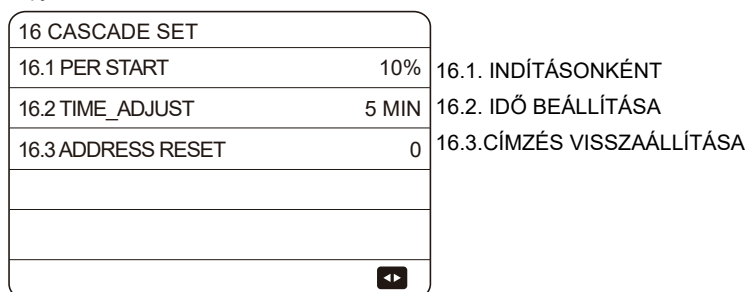 16 CASCADE SET
16.1 PER START 10% 16.1. INDÍTÁSONKÉNT
16.2 TIME_ADJUST 5 MIN 16.2. IDŐ BEÁLLÍTÁSA
16.3 ADDRESS RESET 0 16.3.CÍMZÉS VISSZAÁLLÍTÁSA